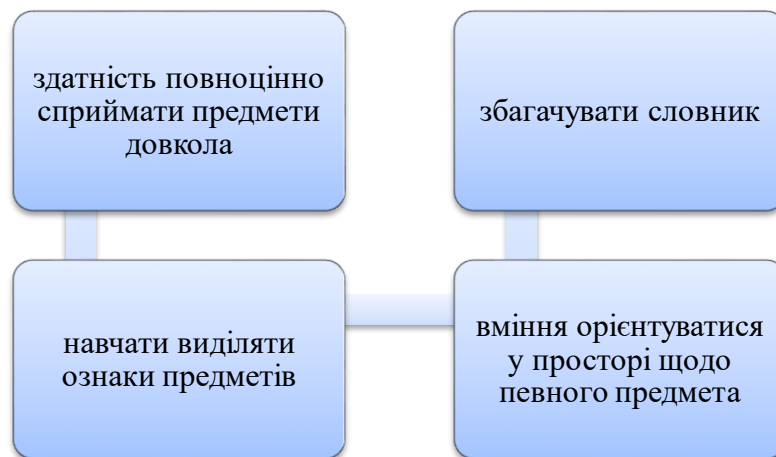 здатність повноцінно
сприймати предмети
довкола
навчати виділяти
ознаки предметів
вміння орієнтуватися
у просторі щодо
певного предмета
збагачувати словник